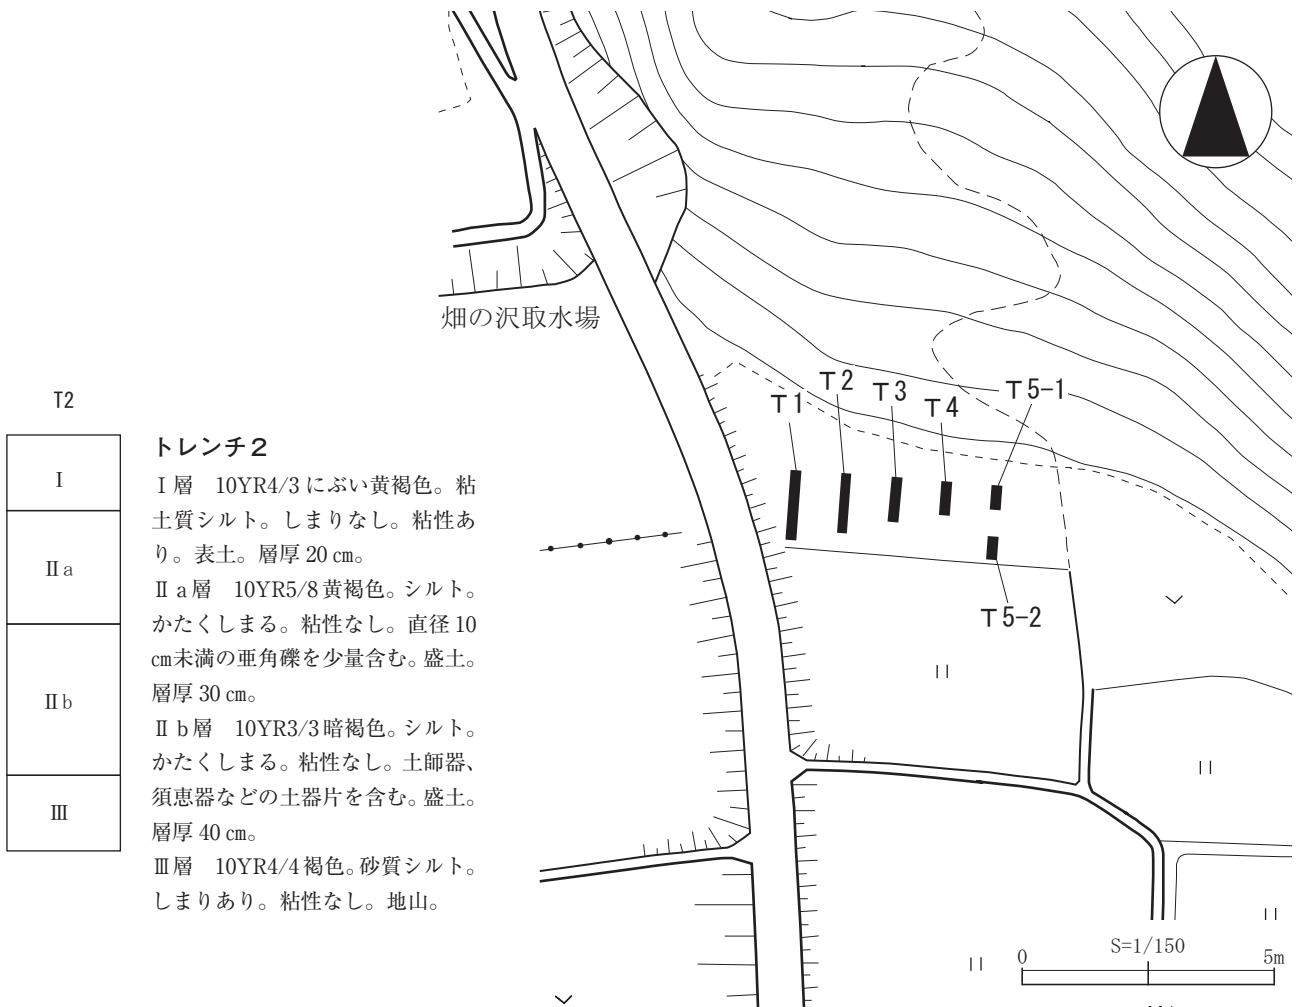 畑の沢取水場
T1
T2
T3
T4
T5-1
T5-2
T2
Ⅰ
Ⅱa
Ⅱb
Ⅲ
トレンチ2
Ⅰ層 10YR4/3 にぶい黄褐色。粘
土質シルト。しまりなし。粘性あ
り。表土。層厚 20 ㎝。
Ⅱa層 10YR5/8 黄褐色。シルト。
かたくしまる。粘性なし。直径 10
㎝未満の亜角礫を少量含む。盛土。
層厚 30 ㎝。
Ⅱb層 10YR3/3 暗褐色。シルト。
かたくしまる。粘性なし。土師器、
須恵器などの土器片を含む。盛土。
層厚 40 ㎝。
Ⅲ層 10YR4/4 褐色。砂質シルト。
しまりあり。粘性なし。地山。
S=1/150
0 5m